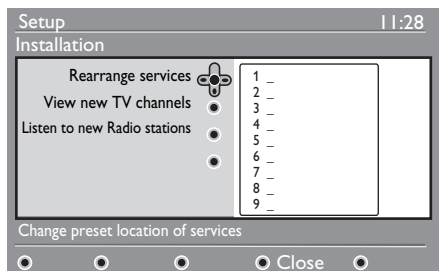 Setup 11:28
Installation
Rearrange services
View new TV channels
Listen to new Radio stations
1 _
2 _
3 _
4 _
5 _
6 _
7 _
8 _
9 _
Change preset location of services
Close